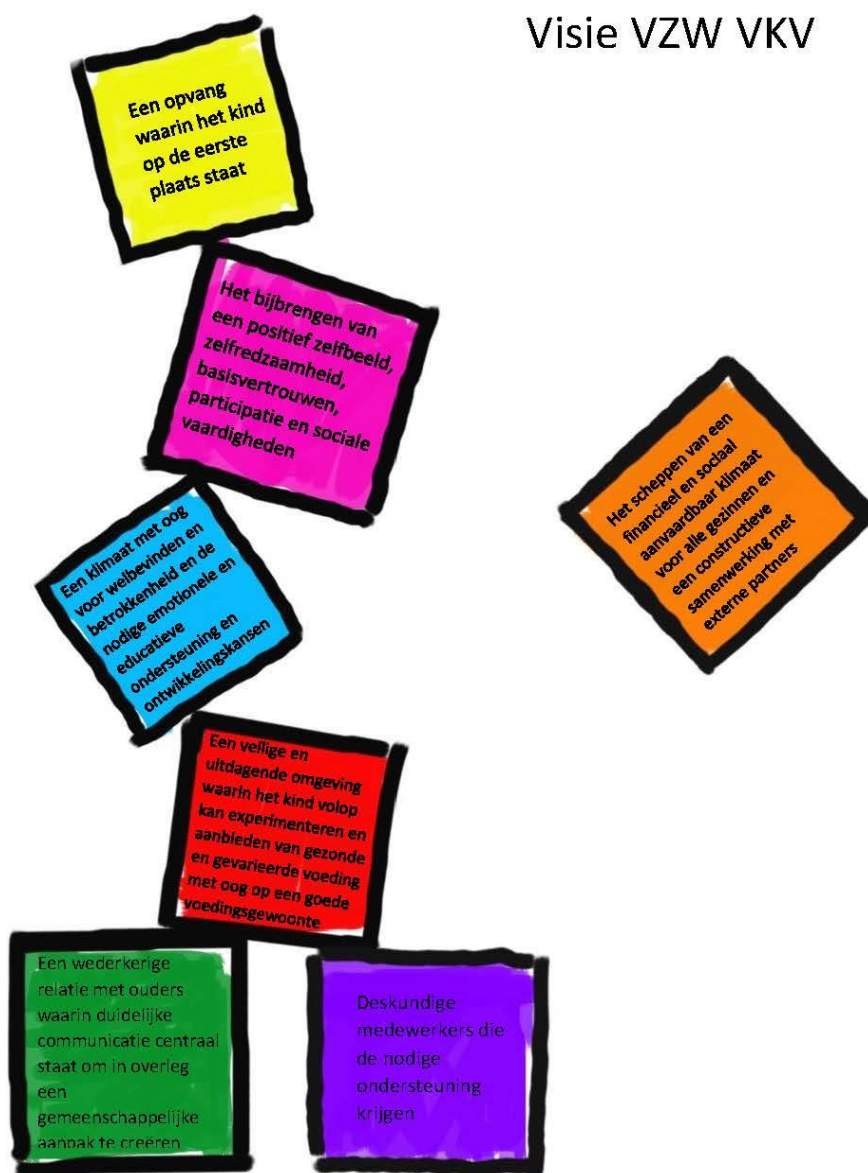 Visie VZW VKV
Een opvang
waarin het kind
op de eerste
plaats staat
Het bijbrengen van
een positief zelfbeeld,
zelfredzaamheid,
basisvertrouwen,
participatie en sociale
vaardigheden
Het scheppen van een
financieel en sociaal
aanvaardbaar klimaat
voor alle gezinnen en
een constructieve
samenwerking met
externe partners
Een klimaat met oog
voor welbevinden en
betrokkenheid en de
nodige emotionele en
educatieve
ondersteuning en
ontwikkelingskansen
Een veilige en
uitdagende omgeving
waarin het kind volop
kan experimenteren en
aanbieden van gezonde
en gevarieerde voeding
met oog op een goede
voedingsgewoonte
Een wederkerige
relatie met ouders
waarin duidelijke
communicatie centraal
staat om in overleg
een
gemeenschappelijke
aanpak te creëren
Deskundige
medewerkers die
de nodige
ondersteuning
krijgen